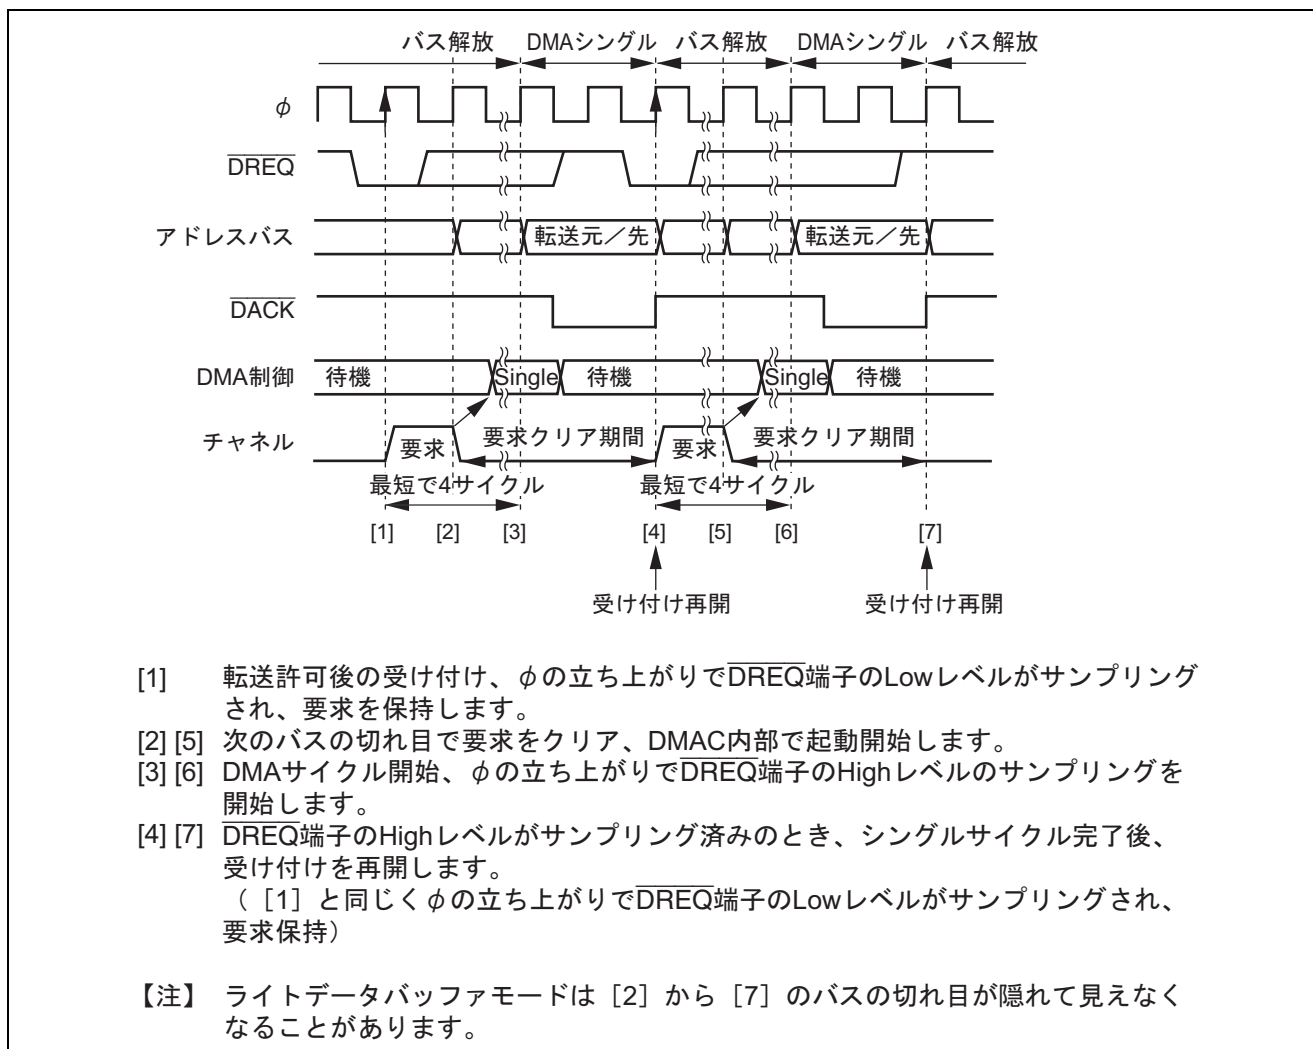 バス解放 DMAシングル バス解放 DMAシングル バス解放
φ
DREQ
アドレスバス 転送元／先 転送元／先
DACK
DMA制御 待機 Single 待機 Single 待機
チャネル 要求 要求クリア期間 要求 要求クリア期間
最短で4サイクル 最短で4サイクル
[1] [2] [3] [4] [5] [6] [7]
受け付け再開 受け付け再開
[1] 転送許可後の受け付け、φの立ち上がりでDREQ端子のLowレベルがサンプリング
され、要求を保持します。
[2] [5] 次のバスの切れ目で要求をクリア、DMAC内部で起動開始します。
[3] [6] DMAサイクル開始、φの立ち上がりでDREQ端子のHighレベルのサンプリングを
開始します。
[4] [7] DREQ端子のHighレベルがサンプリング済みのとき、シングルサイクル完了後、
受け付けを再開します。
（［1］と同じくφの立ち上がりでDREQ端子のLowレベルがサンプリングされ、
要求保持）
【注】 ライトデータバッファモードは［2］から［7］のバスの切れ目が隠れて見えなく
なることがあります。